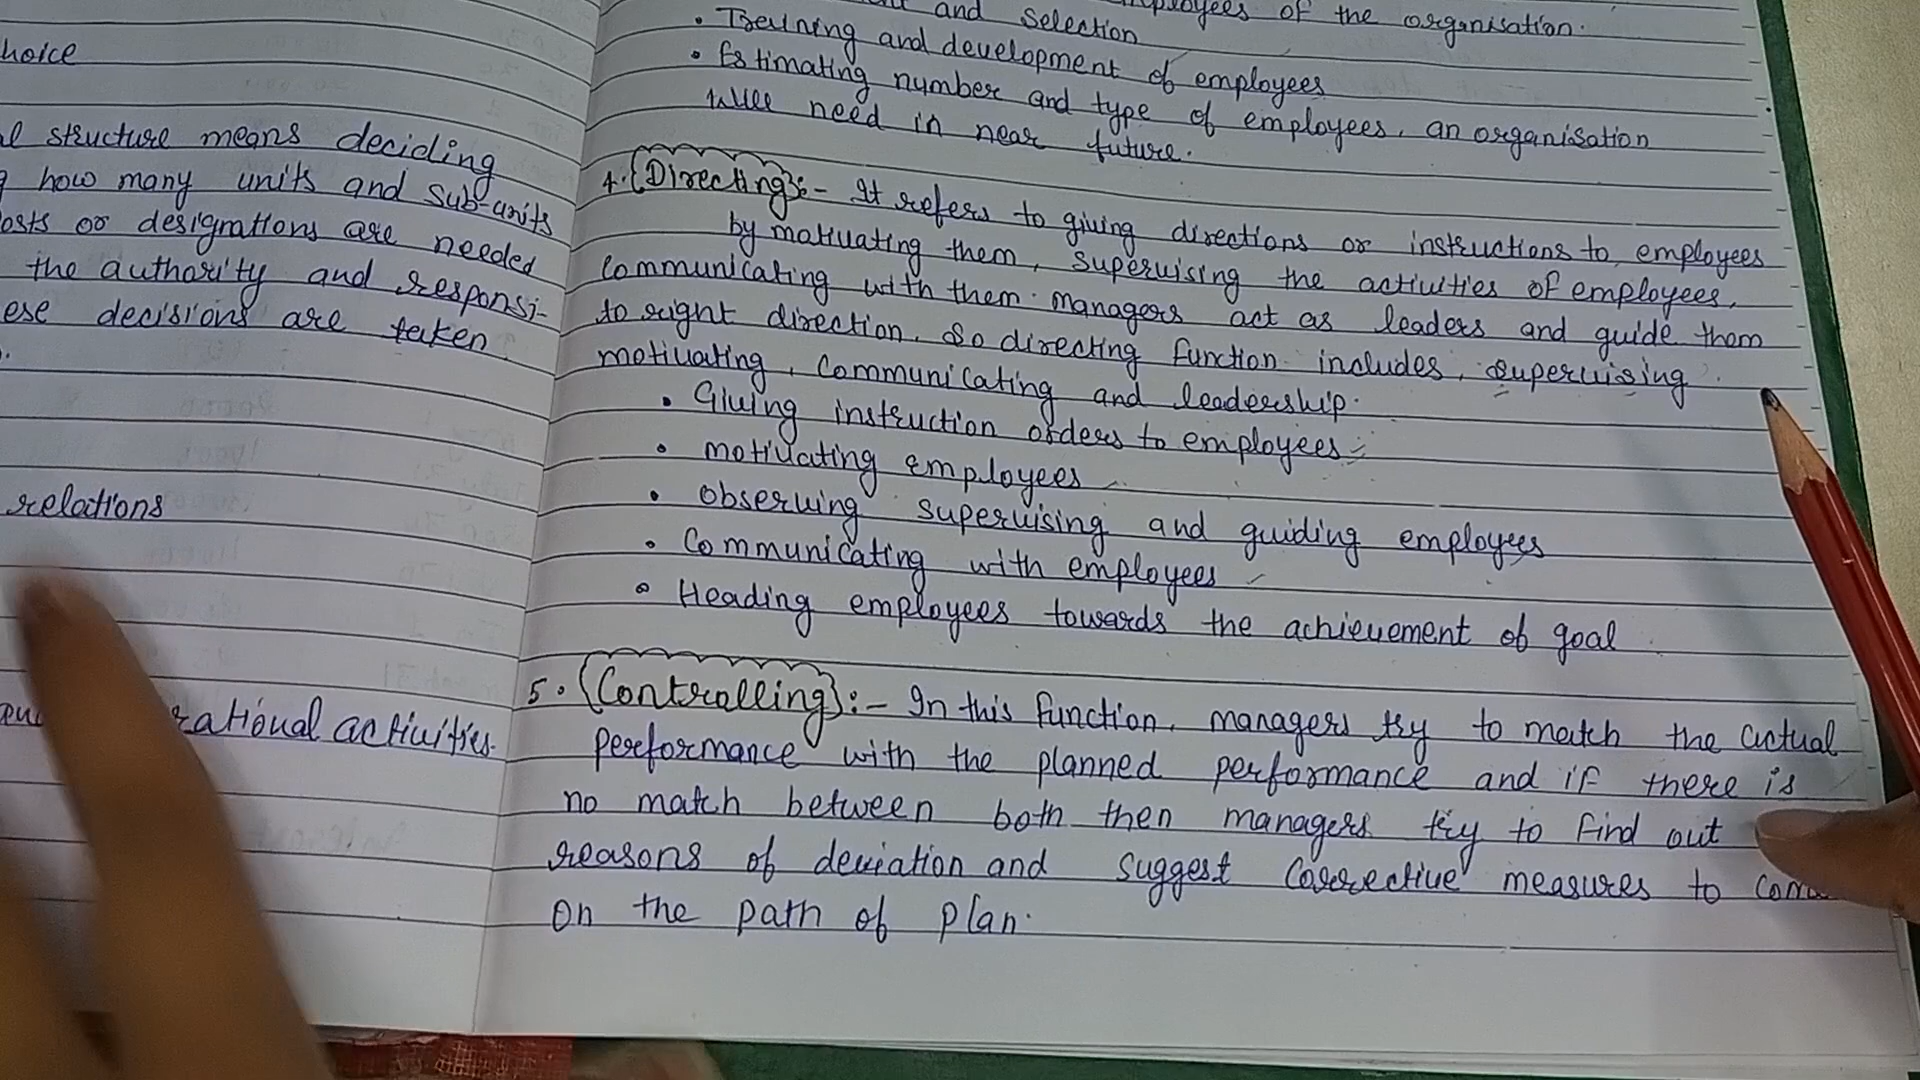 hoice
structure means deciding
how many units and sub-units
osts or designations are needed
the authority and responsi-
ese decisions are taken.
relations
rational activities.
and selection employees of the organisation.
• Training and development of employees
• Estimating number and type of employees, an organisation
will need in near future.
4. {Directing}:- It refers to giving directions or instructions to employees
by motivating them, supervising the activities of employees,
communicating with them. managers act as leaders and guide them
to right direction. So directing function includes, supervising
motivating, communicating and leadership.
• Giving instruction orders to employees
• motivating employees
• observing supervising and guiding employees
• Communicating with employees
• Heading employees towards the achievement of goal
5. {Controlling}:- In this function, managers try to match the actual
performance with the planned performance and if there is
no match between both then managers try to find out
reasons of deviation and suggest corrective measures to
on the path of plan.